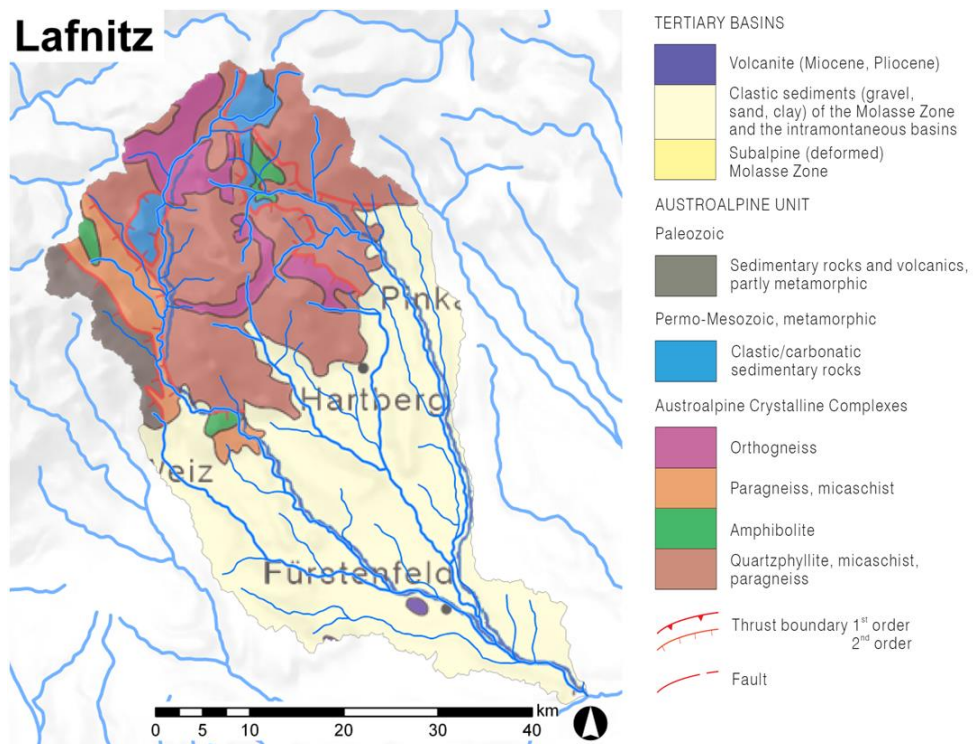 Lafnitz
Pinka
Hartberg
Weiz
Fürstenfeld
km
0 5 10 20 30 40
TERTIARY BASINS
Volcanite (Miocene, Pliocene)
Clastic sediments (gravel,
sand, clay) of the Molasse Zone
and the intramontaneous basins
Subalpine (deformed)
Molasse Zone
AUSTROALPINE UNIT
Paleozoic
Sedimentary rocks and volcanics,
partly metamorphic
Permo-Mesozoic, metamorphic
Clastic/carbonatic
sedimentary rocks
Austroalpine Crystalline Complexes
Orthogneiss
Paragneiss, micaschist
Amphibolite
Quartzphyllite, micaschist,
paragneiss
Thrust boundary 1st order
2nd order
Fault